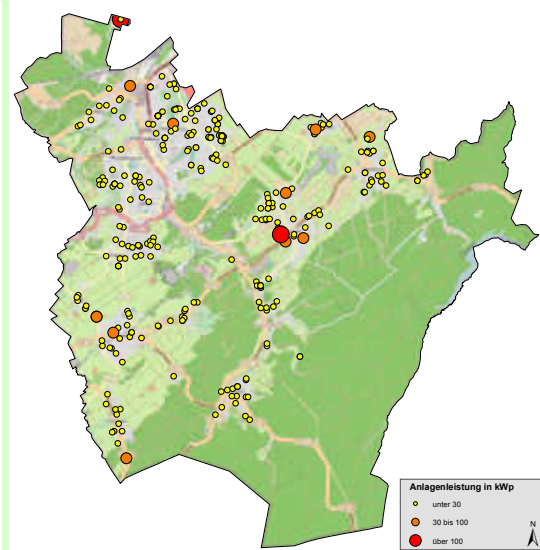 Anlagenleistung in kWp
unter 30
30 bis 100
über 100
N